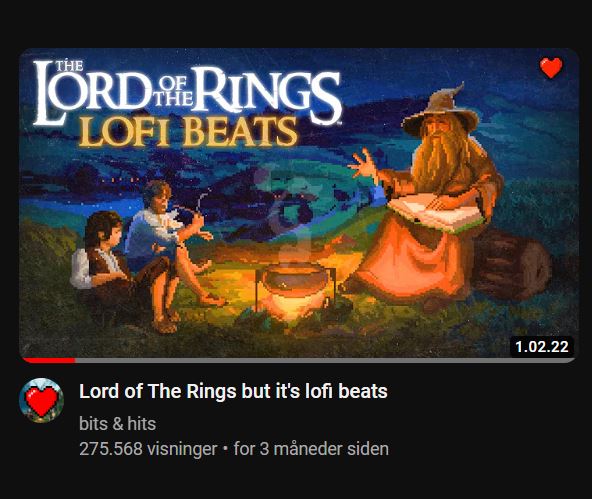 THE
LORD OF THE RINGS™
LOFI BEATS
1.02.22
Lord of The Rings but it's lofi beats
bits & hits
275.568 visninger • for 3 måneder siden